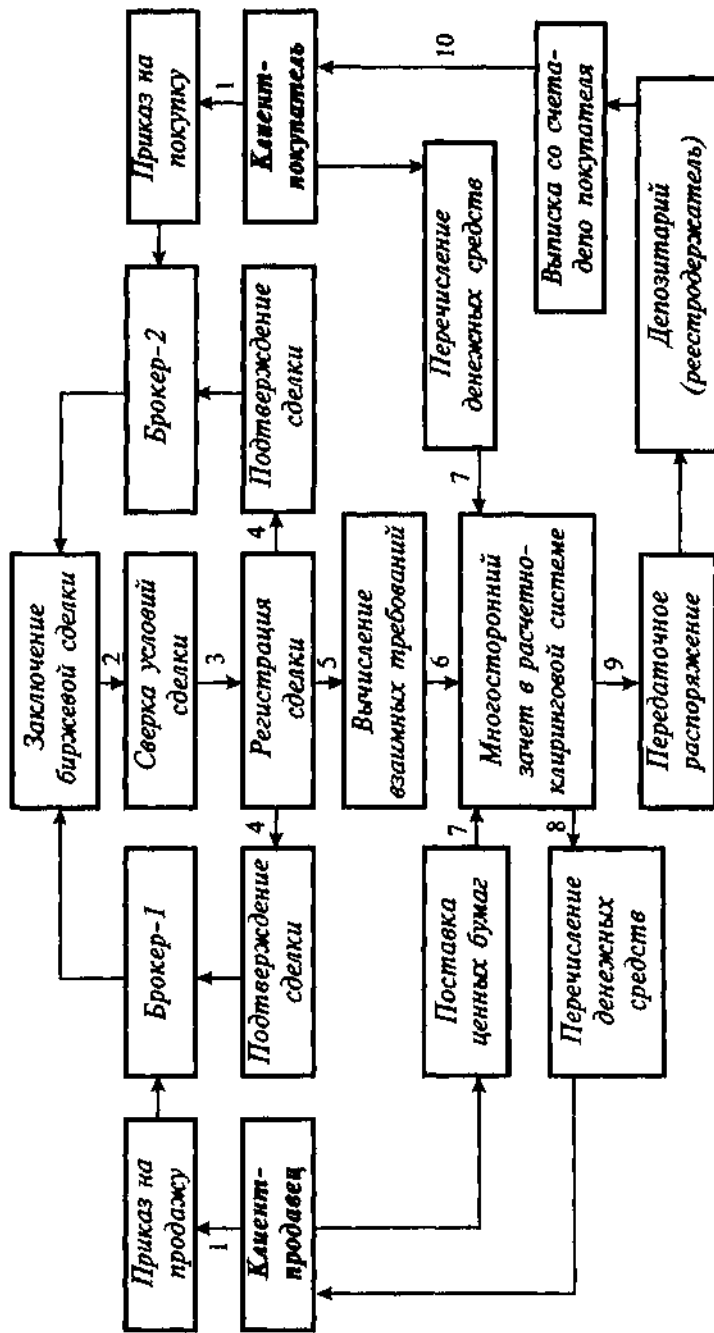 Заключение
биржевой сделки
Приказ на
продажу
Брокер-1
2
Брокер-2
Приказ на
покупку
Сверка условий
сделки
1
3
1
Клиент-
продавец
Подтверждение
сделки
4
Регистрация
сделки
4
Подтверждение
сделки
Клиент-
покупатель
5
Вычисление
взаимных требований
10
6
Поставка
ценных бумаг
7
Многосторонний
зачет в расчетно-
клиринговой системе
7
Перечисление
денежных средств
8
9
Перечисление
денежных
средств
Выписка со счета-
депо покупателя
Передаточное
распоряжение
Депозитарий
(реестродержатель)